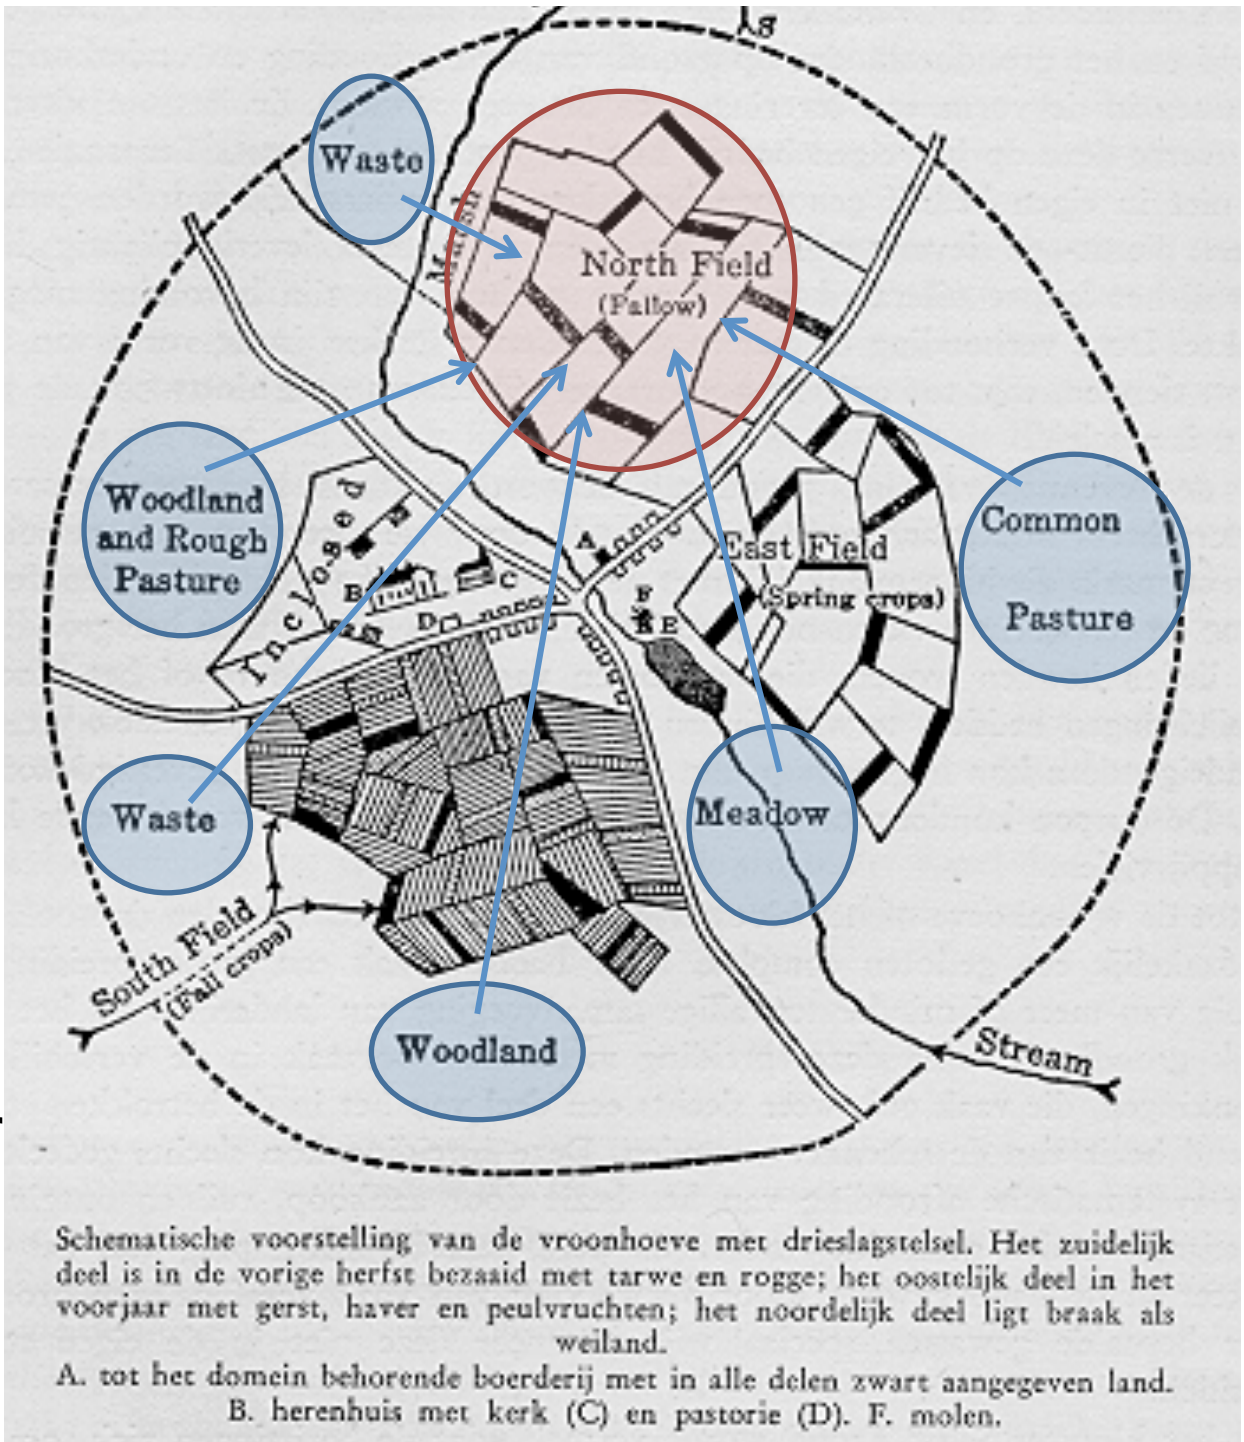 g
Waste
Marsh
North Field
(Fallow)
Woodland
and Rough
Pasture
Inclosed
A
B
C
D
F
E
East Field
(Spring crops)
Common
Pasture
Waste
Meadow
South Field
(Fall crops)
Woodland
Stream
Schematische voorstelling van de vroonhoeve met drieslagstelsel. Het zuidelijk
deel is in de vorige herfst bezaaid met tarwe en rogge; het oostelijk deel in het
voorjaar met gerst, haver en peulvruchten; het noordelijk deel ligt braak als
weiland.
A. tot het domein behorende boerderij met in alle delen zwart aangegeven land.
B. herenhuis met kerk (C) en pastorie (D). F. molen.